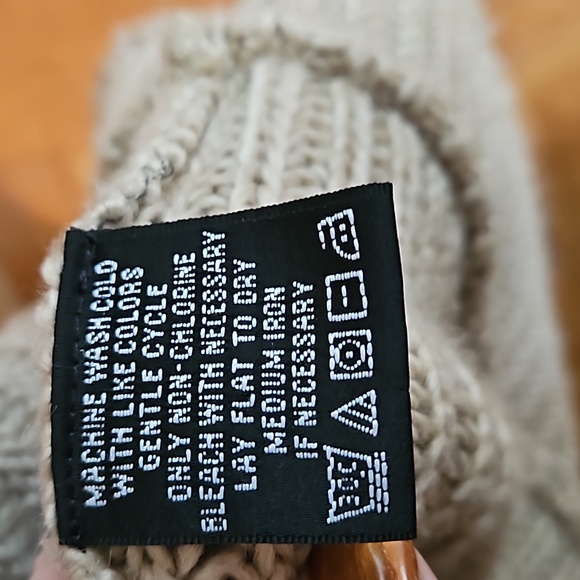 MACHINE WASH COLD
WITH LIKE COLORS
GENTLE CYCLE
ONLY NON-CHLORINE
BLEACH WITH NECESSARY
LAY FLAT TO DRY
MEDIUM IRON
IF NECESSARY
30C